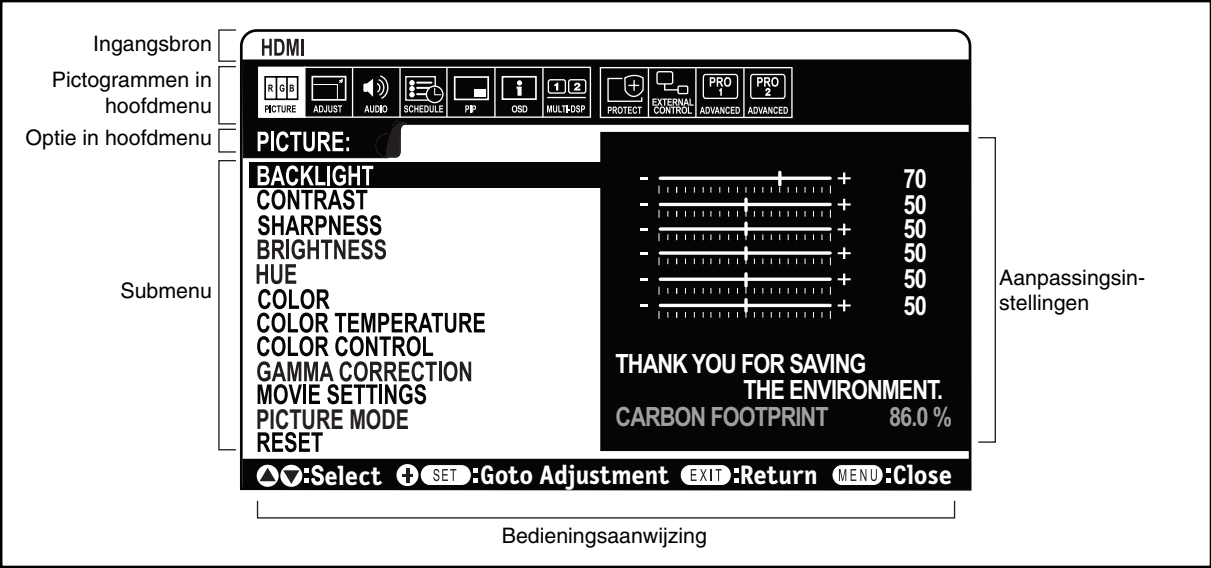 Ingangsbron
HDMI
Pictogrammen in
hoofdmenu
R G B
PICTURE
ADJUST
AUDIO
SCHEDULE
PIP
OSD
1 2
MULTI-DSP
PROTECT
EXTERNAL
CONTROL
PRO
1
ADVANCED
PRO
2
ADVANCED
Optie in hoofdmenu
PICTURE:
Submenu
BACKLIGHT - + 70
CONTRAST - + 50
SHARPNESS - + 50
BRIGHTNESS - + 50
HUE - + 50
COLOR - + 50
COLOR TEMPERATURE
COLOR CONTROL
GAMMA CORRECTION
MOVIE SETTINGS
PICTURE MODE
RESET
THANK YOU FOR SAVING
THE ENVIRONMENT.
CARBON FOOTPRINT 86.0 %
Aanpassingsin-
stellingen
:Select + SET :Goto Adjustment EXIT :Return MENU :Close
Bedieningsaanwijzing